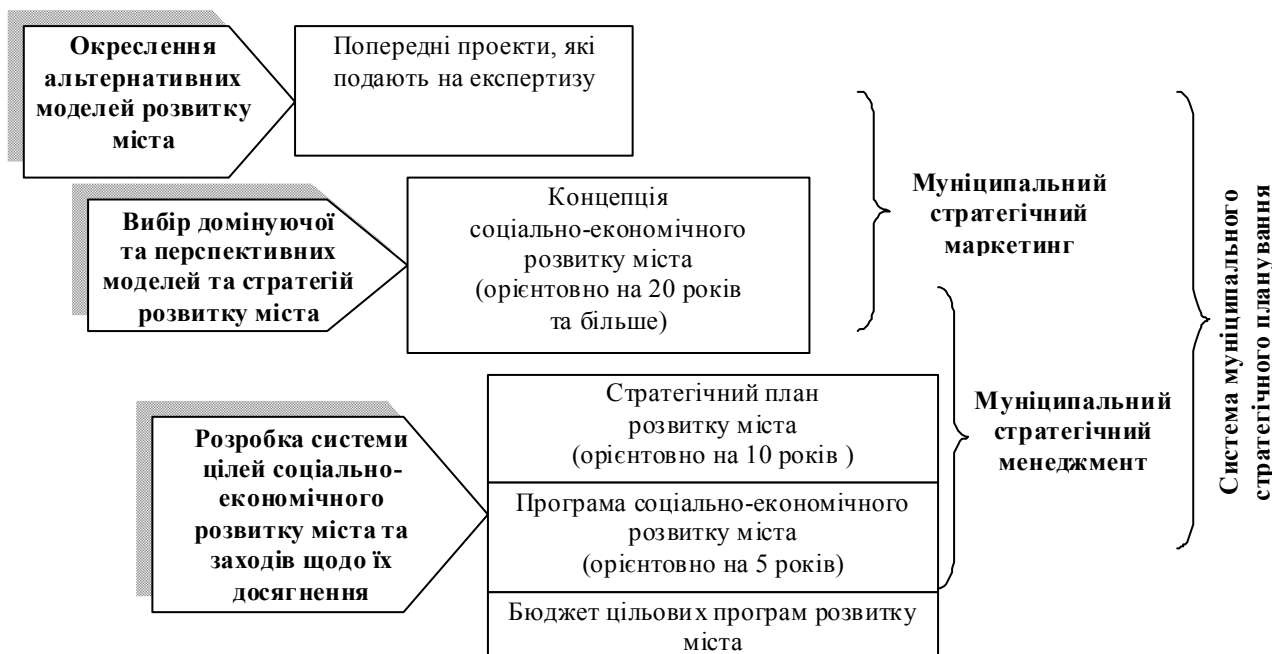 Окреслення
альтернативних
моделей розвитку
міста
Попередні проекти, які
подають на експертизу
Вибір домінуючої
та перспективних
моделей та стратегій
розвитку міста
Концепція
соціально-економічного
розвитку міста
(орієнтовно на 20 років
та більше)
Муніципальний
стратегічний
маркетинг
Розробка системи
цілей соціально-
економічного
розвитку міста та
заходів щодо їх
досягнення
Стратегічний план
розвитку міста
(орієнтовно на 10 років )
Програма соціально-економічного
розвитку міста
(орієнтовно на 5 років)
Бюджет цільових програм розвитку
міста
Муніципальний
стратегічний
менеджмент
Система муніципального
стратегічного планування